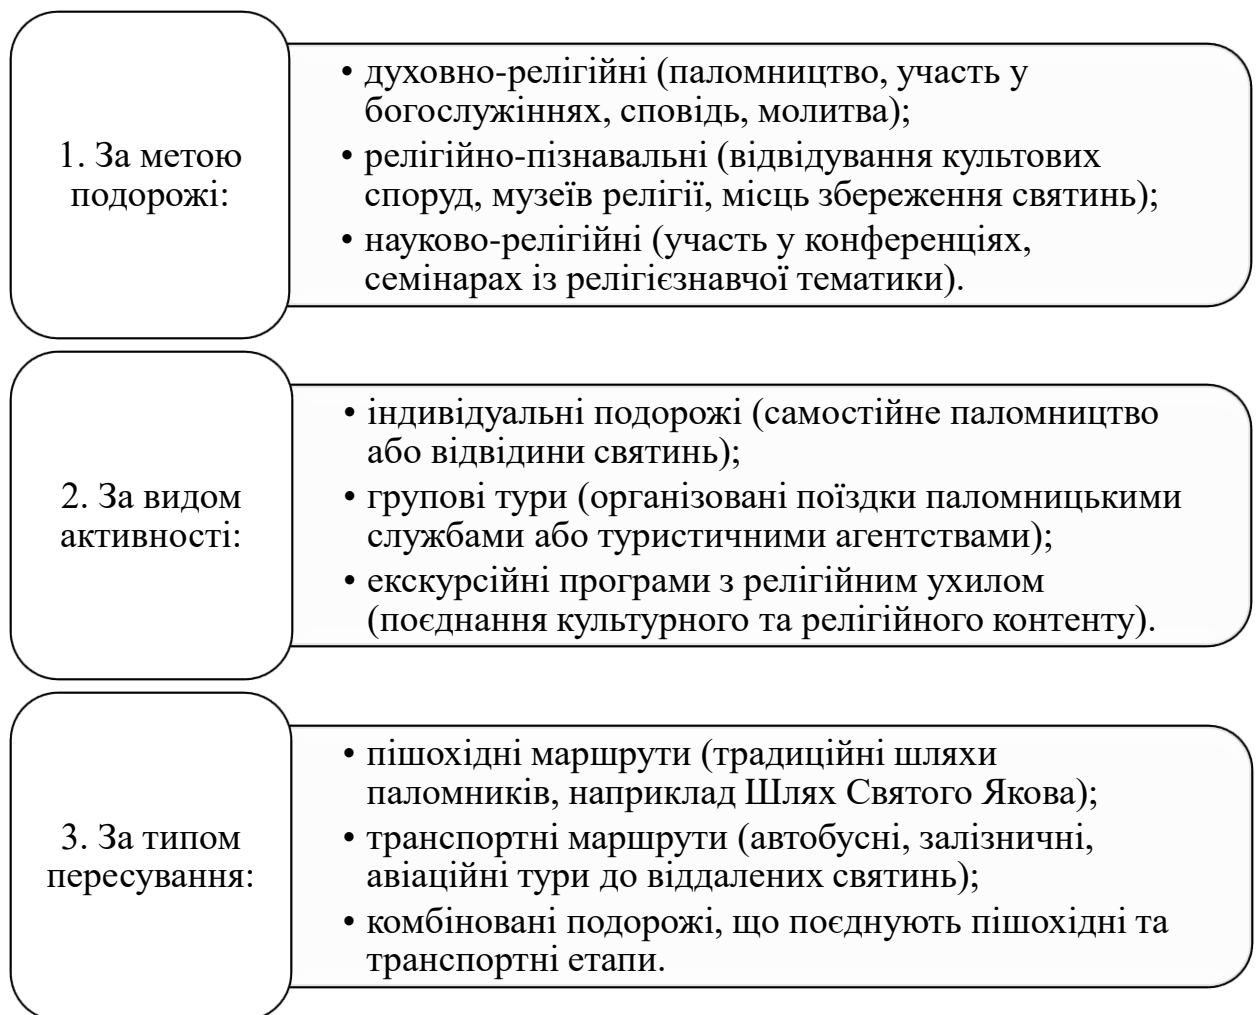 1. За метою
подорожі:
• духовно-релігійні (паломництво, участь у
богослужіннях, сповідь, молитва);
• релігійно-пізнавальні (відвідування культових
споруд, музеїв релігії, місць збереження святинь);
• науково-релігійні (участь у конференціях,
семінарах із релігієзнавчої тематики).
2. За видом
активності:
• індивідуальні подорожі (самостійне паломництво
або відвідини святинь);
• групові тури (організовані поїздки паломницькими
службами або туристичними агентствами);
• екскурсійні програми з релігійним ухилом
(поєднання культурного та релігійного контенту).
3. За типом
пересування:
• пішохідні маршрути (традиційні шляхи
паломників, наприклад Шлях Святого Якова);
• транспортні маршрути (автобусні, залізничні,
авіаційні тури до віддалених святинь);
• комбіновані подорожі, що поєднують пішохідні та
транспортні етапи.